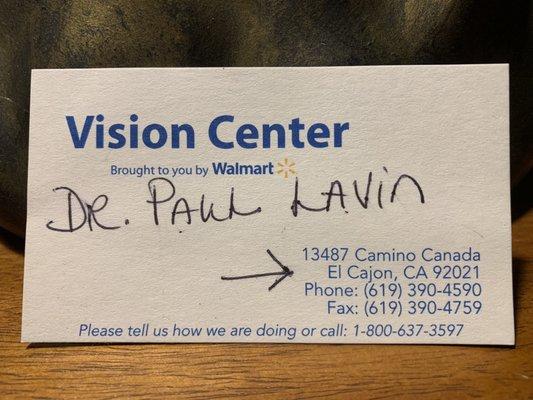 Vision Center
Brought to you by Walmart
DR. PAUL LAVIN
13487 Camino Canada
El Cajon, CA 92021
Phone: (619) 390-4590
Fax: (619) 390-4759
Please tell us how we are doing or call: 1-800-637-3597